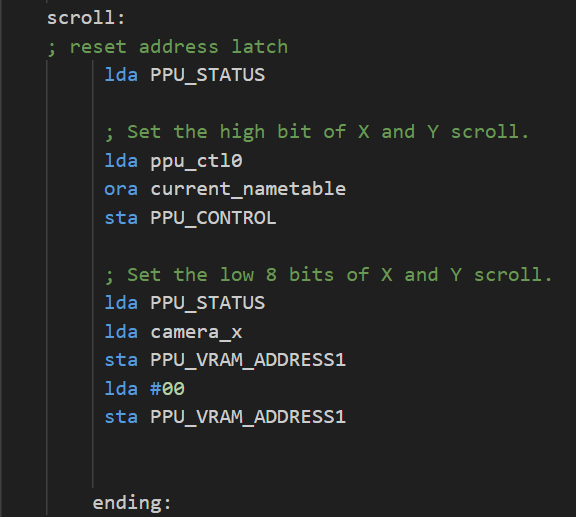 scroll:
; reset address latch
lda PPU_STATUS
; Set the high bit of X and Y scroll.
lda ppu_ctl0
ora current_nametable
sta PPU_CONTROL
; Set the low 8 bits of X and Y scroll.
lda PPU_STATUS
lda camera_x
sta PPU_VRAM_ADDRESS1
lda #00
sta PPU_VRAM_ADDRESS1
ending: